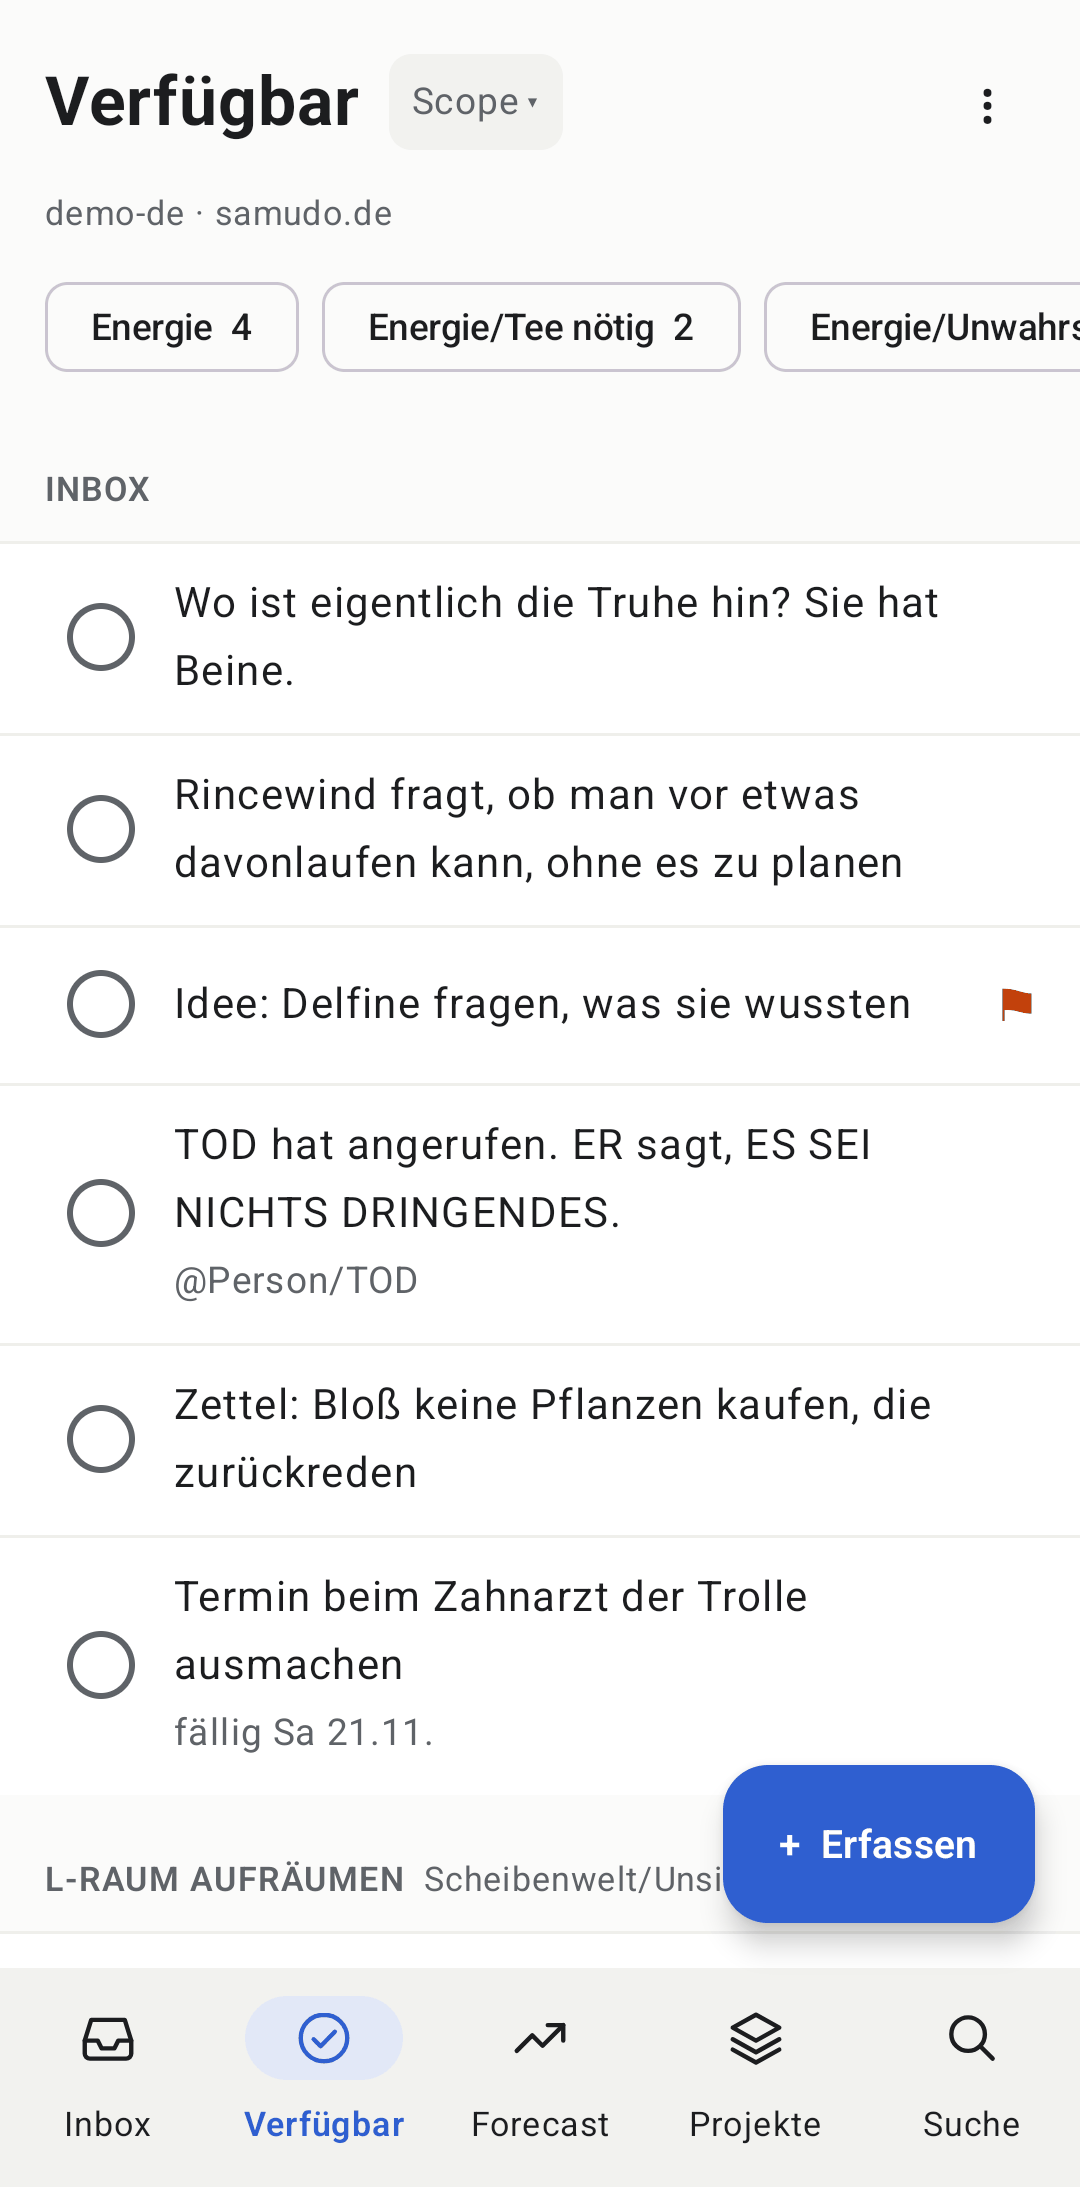 Verfügbar Scope ▾
demo-de · samudo.de
Energie 4 Energie/Tee nötig 2
INBOX
Wo ist eigentlich die Truhe hin? Sie hat
Beine.
Rincewind fragt, ob man vor etwas
davonlaufen kann, ohne es zu planen
Idee: Delfine fragen, was sie wussten
TOD hat angerufen. ER sagt, ES SEI
NICHTS DRINGENDES.
@Person/TOD
Zettel: Bloß keine Pflanzen kaufen, die
zurückreden
Termin beim Zahnarzt der Trolle
ausmachen
fällig Sa 21.11.
+ Erfassen
L-RAUM AUFRÄUMEN
Inbox Verfügbar Forecast Projekte Suche